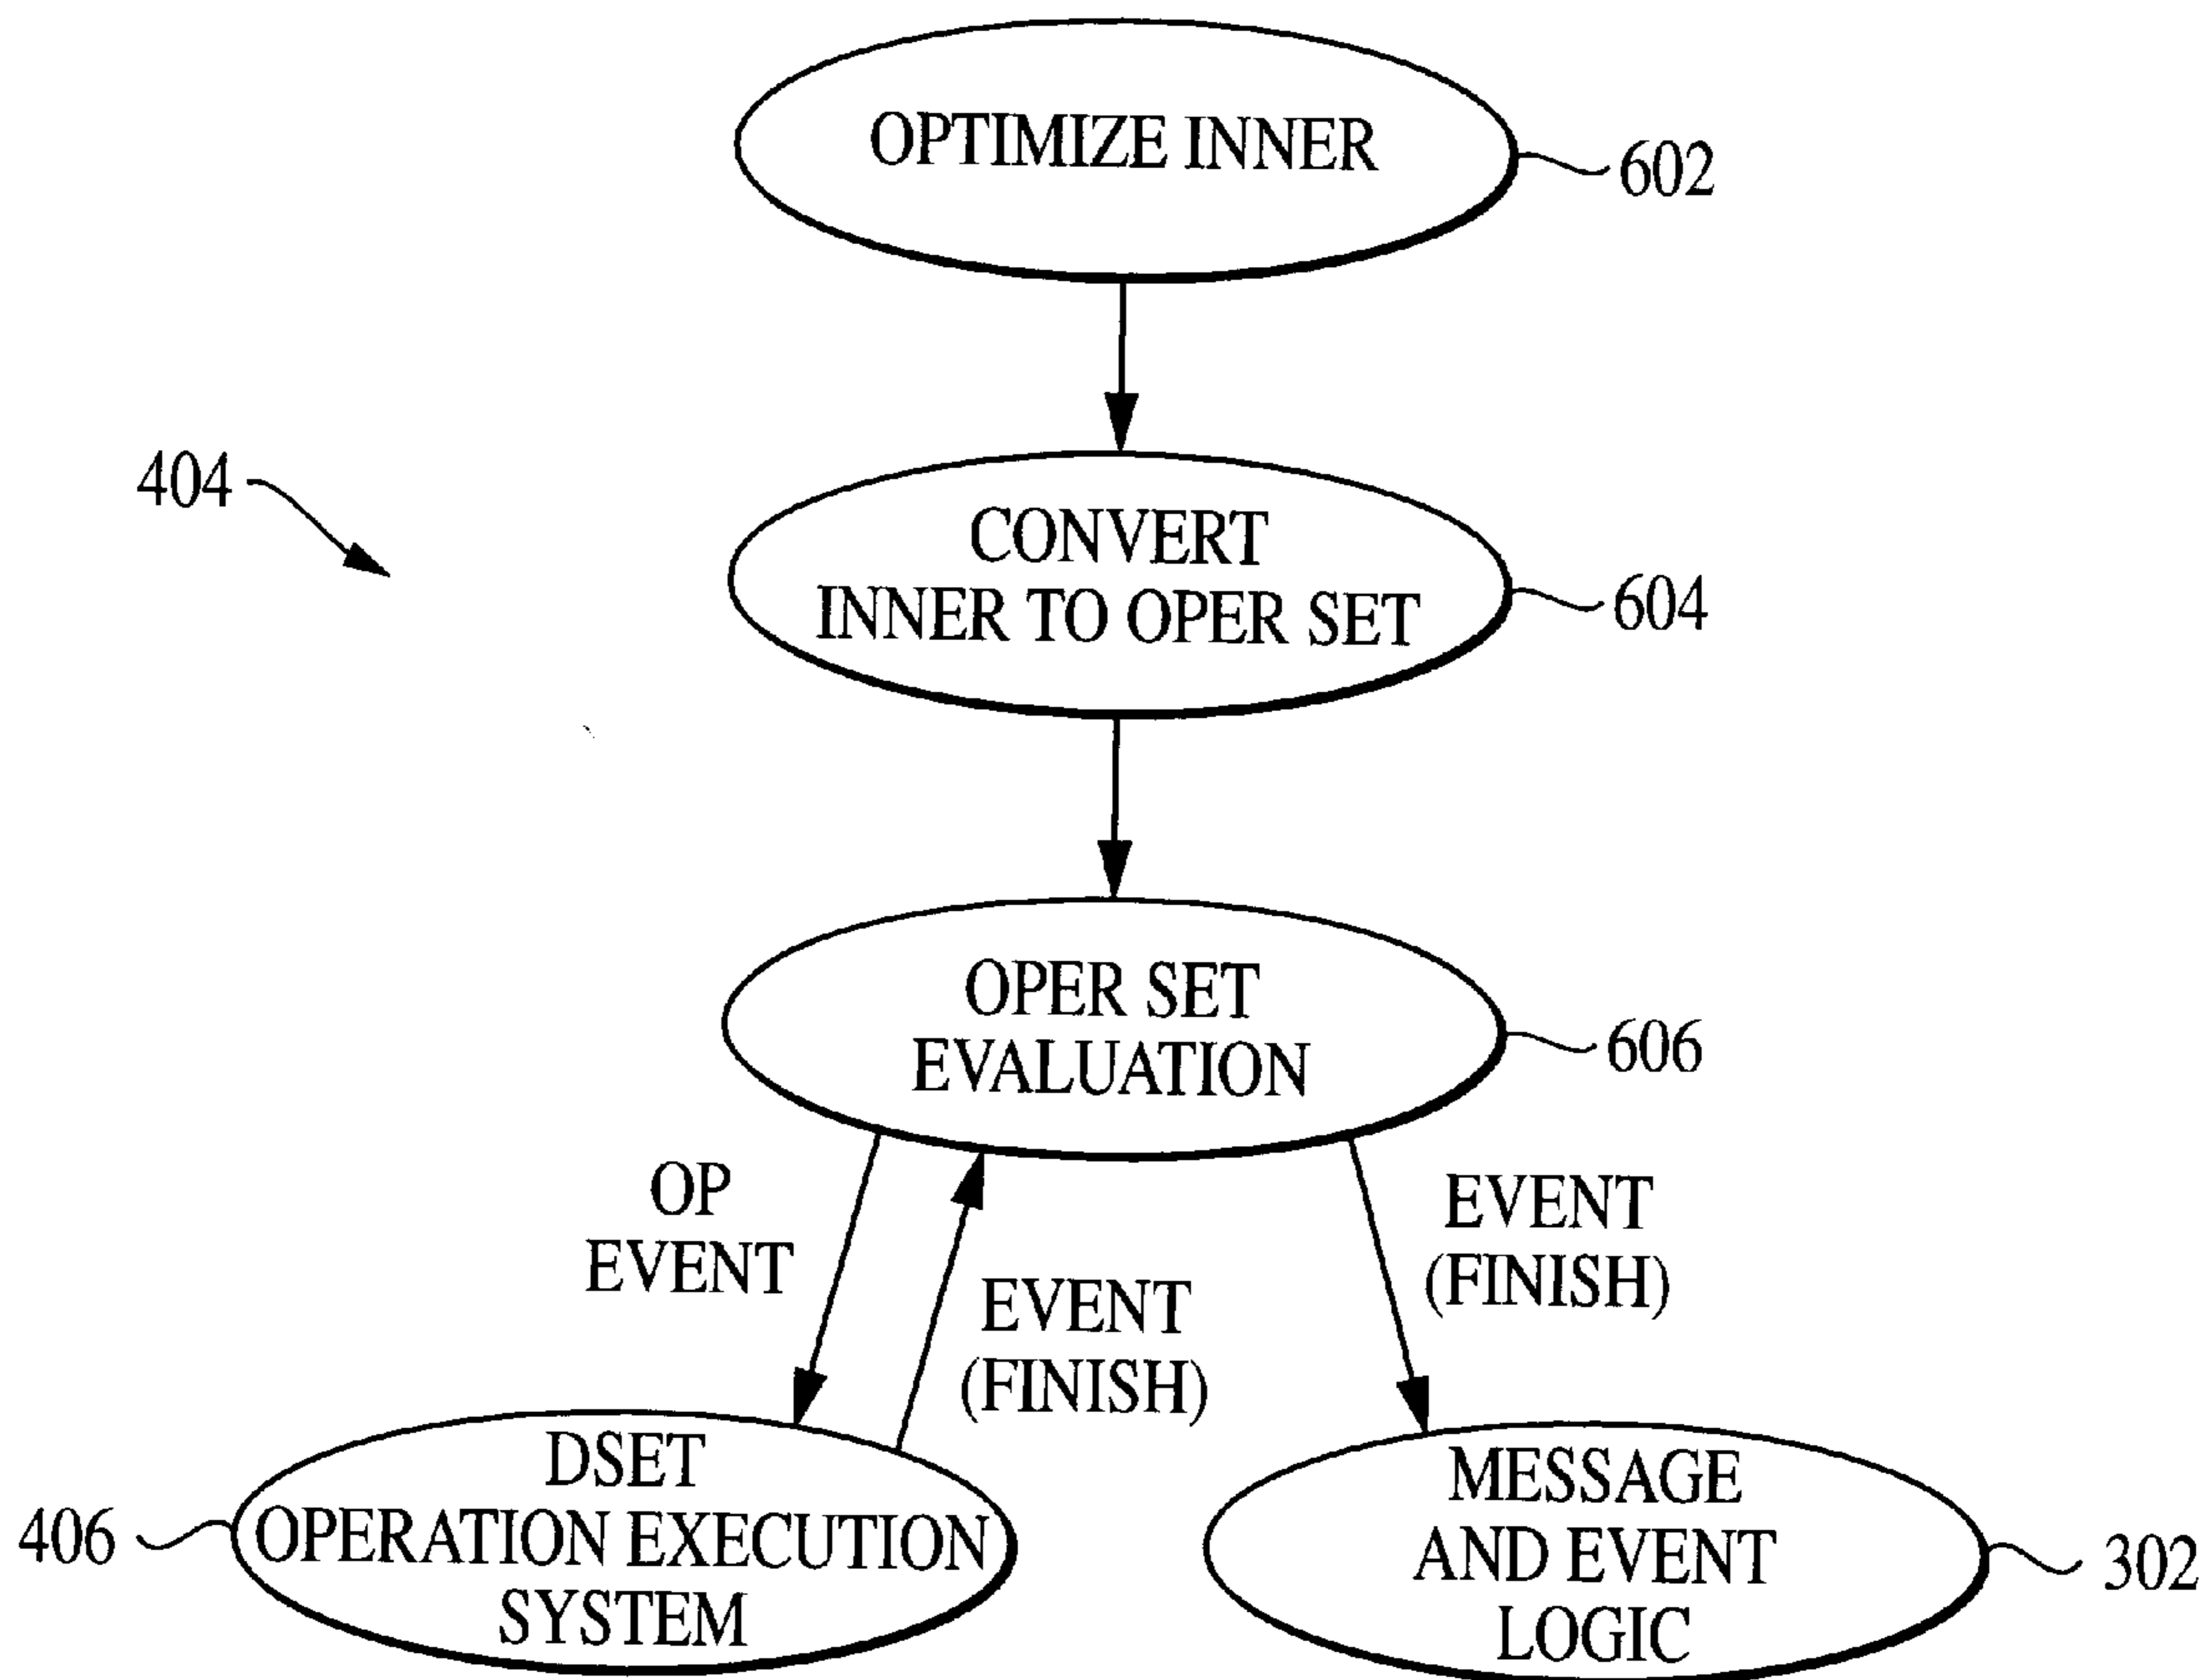 OPTIMIZE INNER
602
404
CONVERT
INNER TO OPER SET
604
OPER SET
EVALUATION
606
OP
EVENT
EVENT
(FINISH)
EVENT
(FINISH)
406
DSET
OPERATION EXECUTION
SYSTEM
MESSAGE
AND EVENT
LOGIC
302